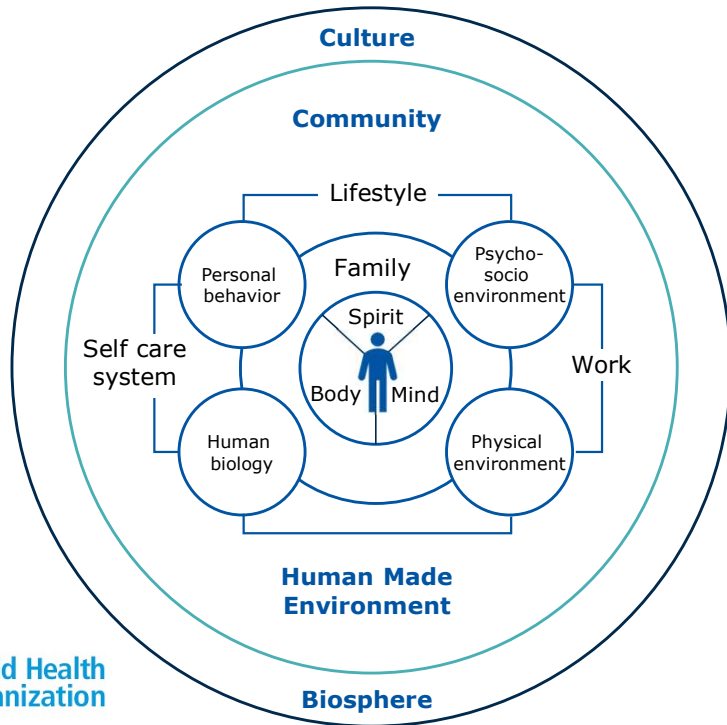 Culture
Community
Lifestyle
Personal
behavior
Family
Psycho-
socio
environment
Spirit
Self care
system
Body
Mind
Work
Human
biology
Physical
environment
Human Made
Environment
Health
Biosphere